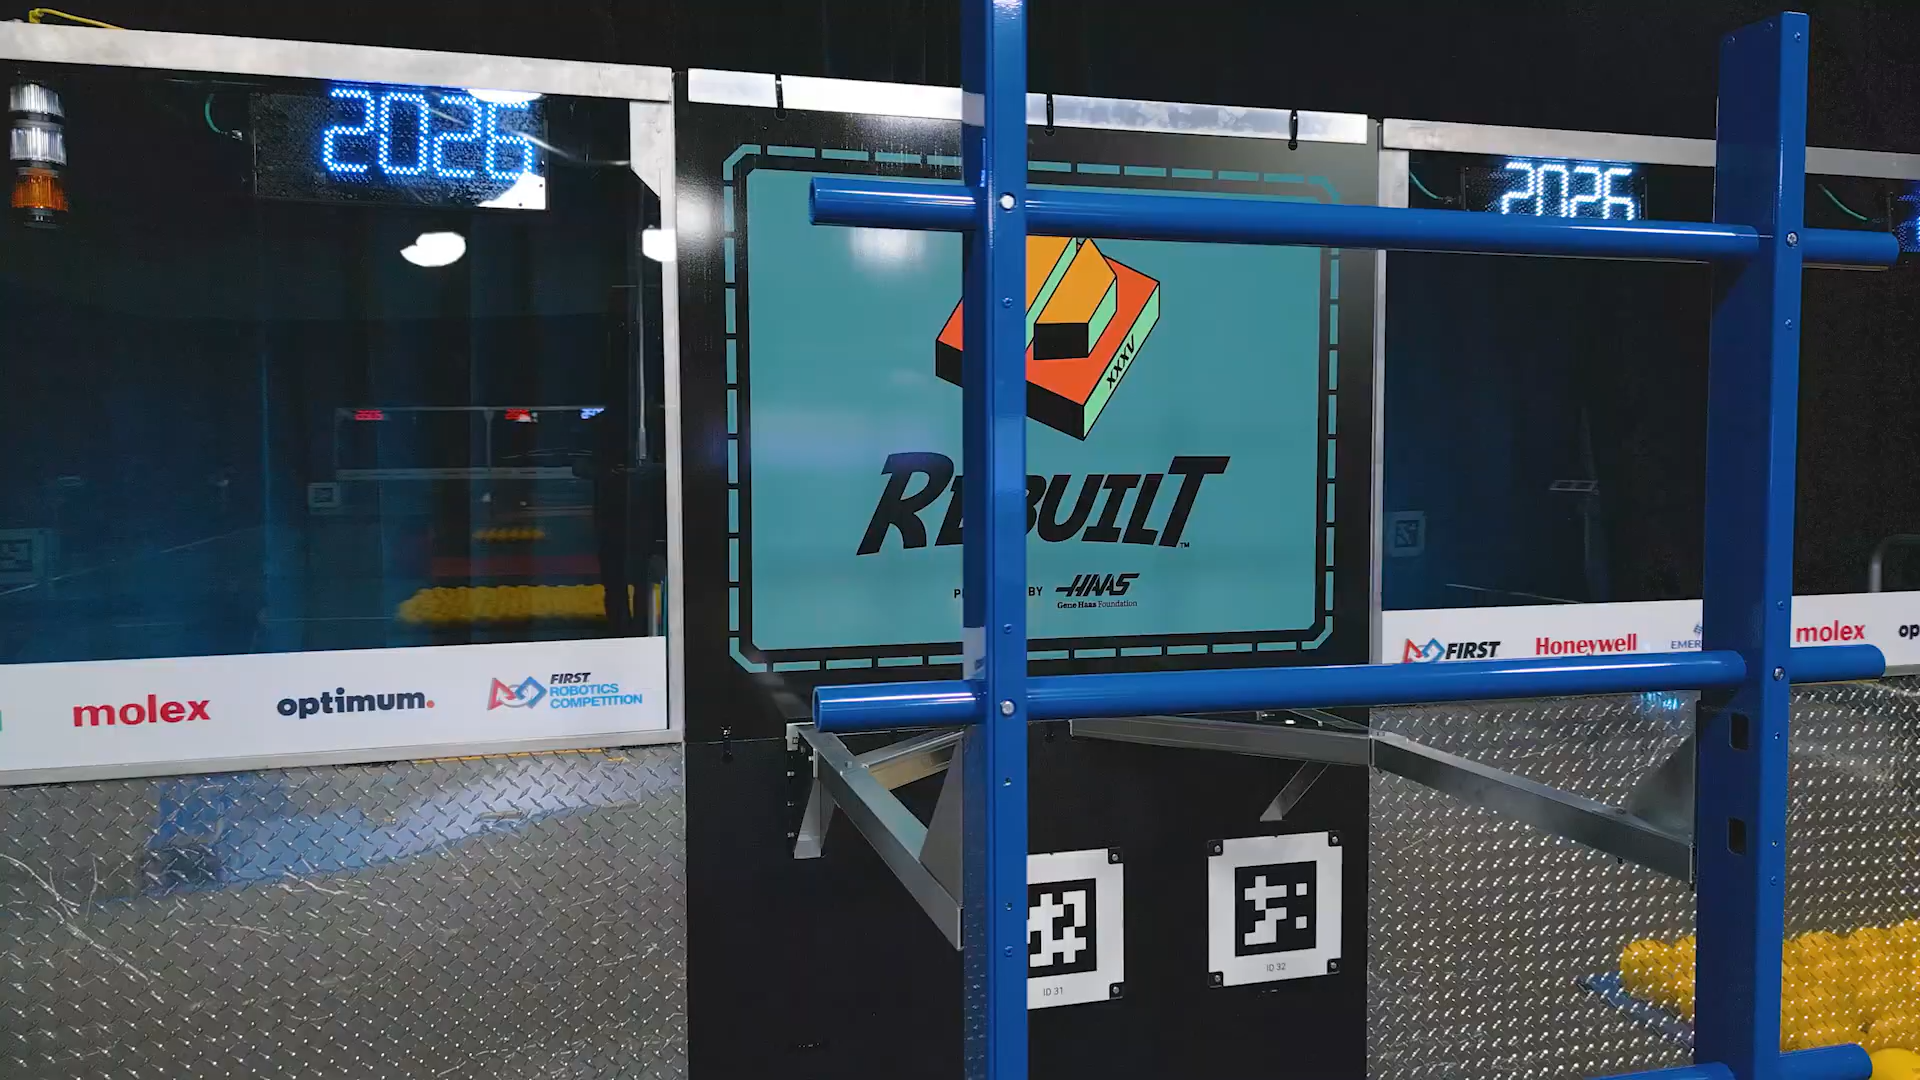 2026
2026
XXXV
REBUILT™
BY HAAS
Gene Haas Foundation
molex
optimum.
FIRST
ROBOTICS
COMPETITION
FIRST
Honeywell
molex
ID 31
ID 32